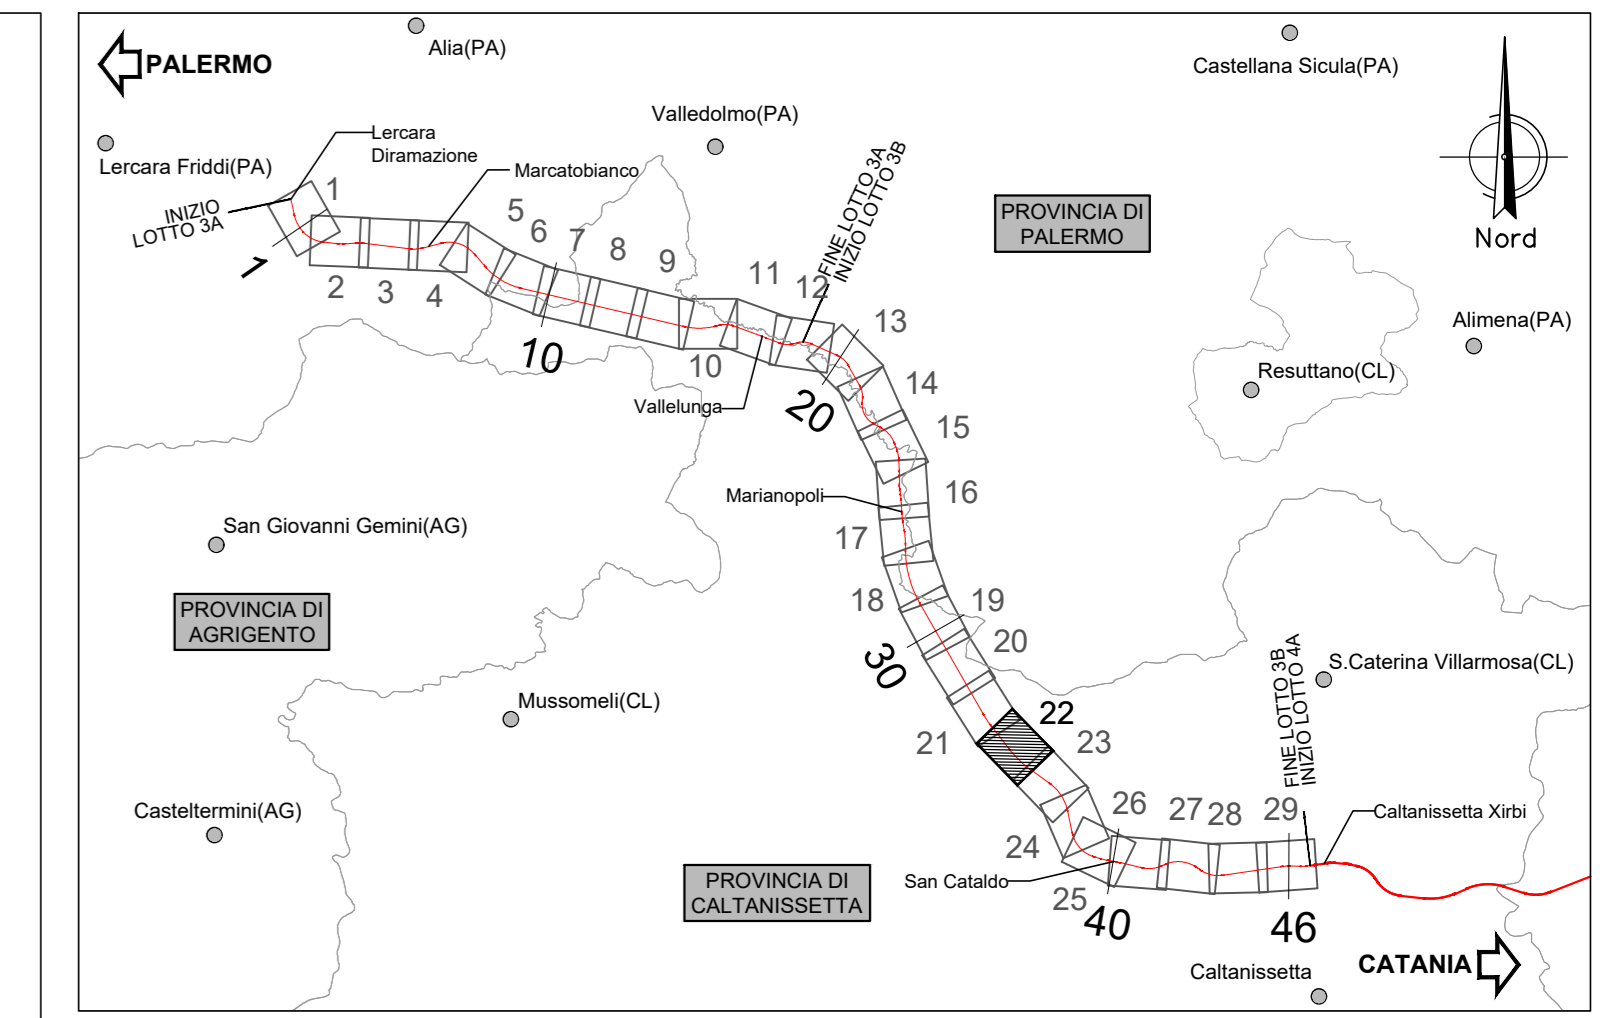 Alia(PA)
PALERMO
Castellana Sicula(PA)
Valledolmo(PA)
Lercara
Diramazione
Lercara Friddi(PA)
Marcatobianco
INIZIO
LOTTO 3A
FINE LOTTO 3A
INIZIO LOTTO 3B
PROVINCIA DI
PALERMO
Nord
1
1
2
3
4
5
6
7
8
9
10
10
11
12
13
20
14
15
Vallelunga
Alimena(PA)
Resuttano(CL)
Marianopoli
16
17
San Giovanni Gemini(AG)
PROVINCIA DI
AGRIGENTO
18
19
20
30
S.Caterina Villarmosa(CL)
FINE LOTTO 3B
INIZIO LOTTO 4A
Mussomeli(CL)
21
22
23
Casteltermini(AG)
24
25
26
27
28
29
Caltanissetta Xirbi
San Cataldo
PROVINCIA DI
CALTANISSETTA
40
46
CATANIA
Caltanissetta